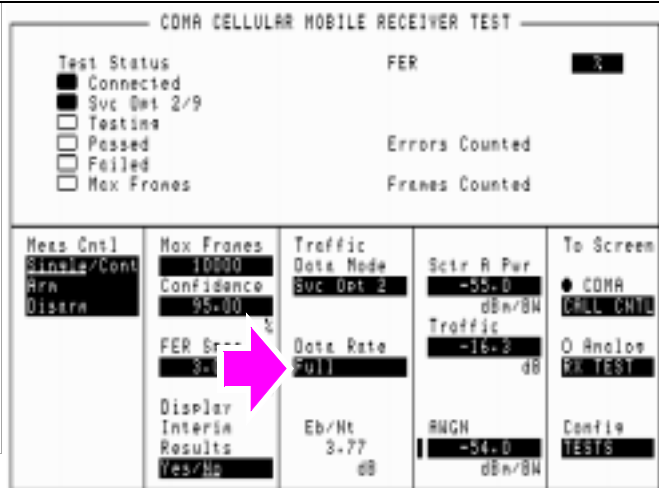 CDMA CELLULAR MOBILE RECEIVER TEST
Test Status
Connected
Svc Opt 2/9
Testing
Passed
Failed
Max Frames
FER
%
Errors Counted
Frames Counted
Meas Cntl
Single/Cont
Arm
Disarm
Max Frames
10000
Confidence
95.00
%
FER
Display
Interim
Results
Yes/No
Traffic
Data Mode
Svc Opt 2
Data Rate
Full
Eb/Nt
3.77
dB
Sctr A Pwr
-55.0
dBm/BW
Traffic
-16.3
dB
AWGN
-54.0
dBm/BW
To Screen
CDMA
CALL CNTL
Analog
RX TEST
Config
TESTS